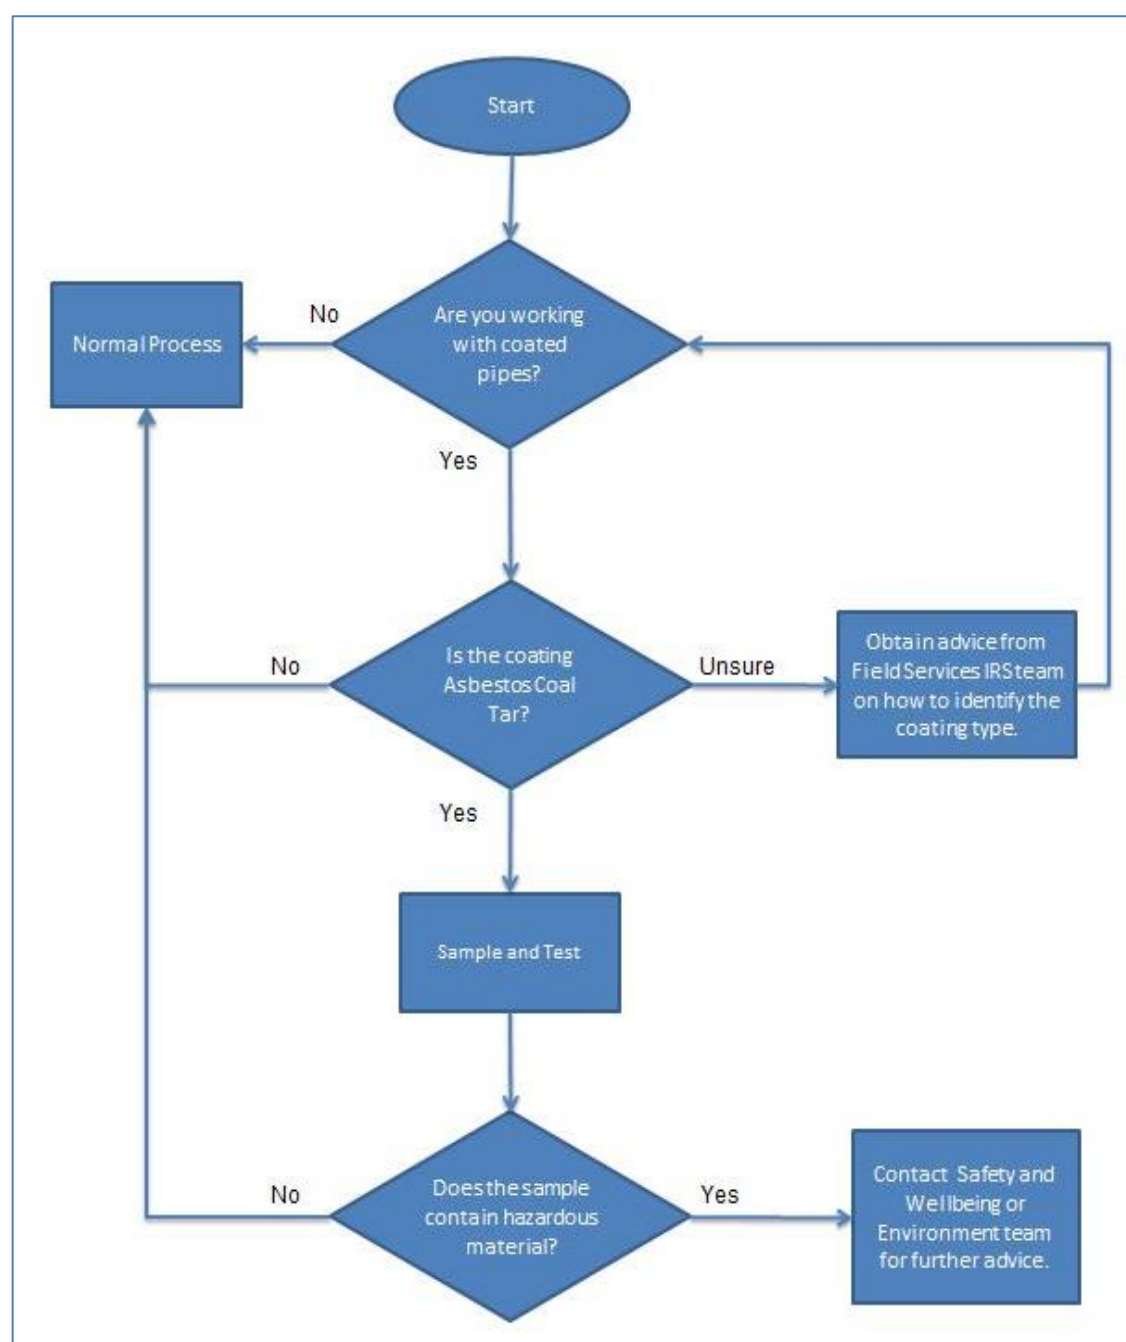 Start
Are you working
with coated
pipes?
No
Normal Process
Yes
Is the coating
Asbestos Coal
Tar?
No
Unsure
Obtain advice from
Field Services IRS team
on how to identify the
coating type.
Yes
Sample and Test
Does the sample
contain hazardous
material?
No
Yes
Contact Safety and
Wellbeing or
Environment team
for further advice.